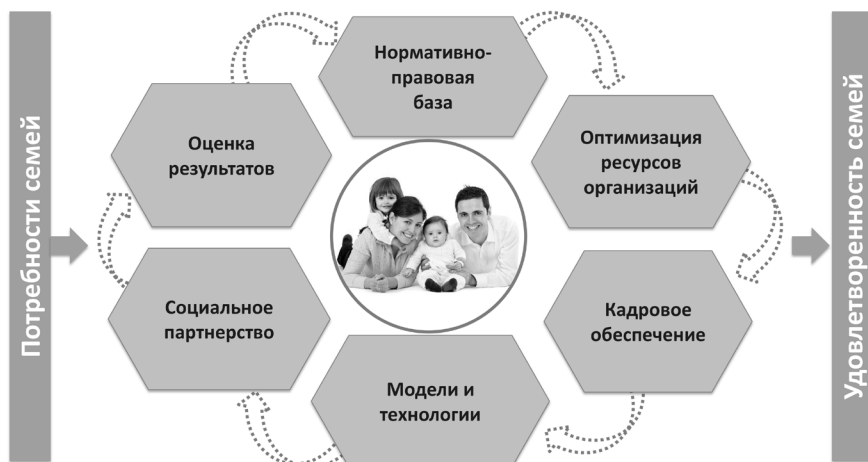 Потребности семей
Нормативно-
правовая
база
Оптимизация
ресурсов
организаций
Кадровое
обеспечение
Модели и
технологии
Социальное
партнерство
Оценка
результатов
Удовлетворенность семей